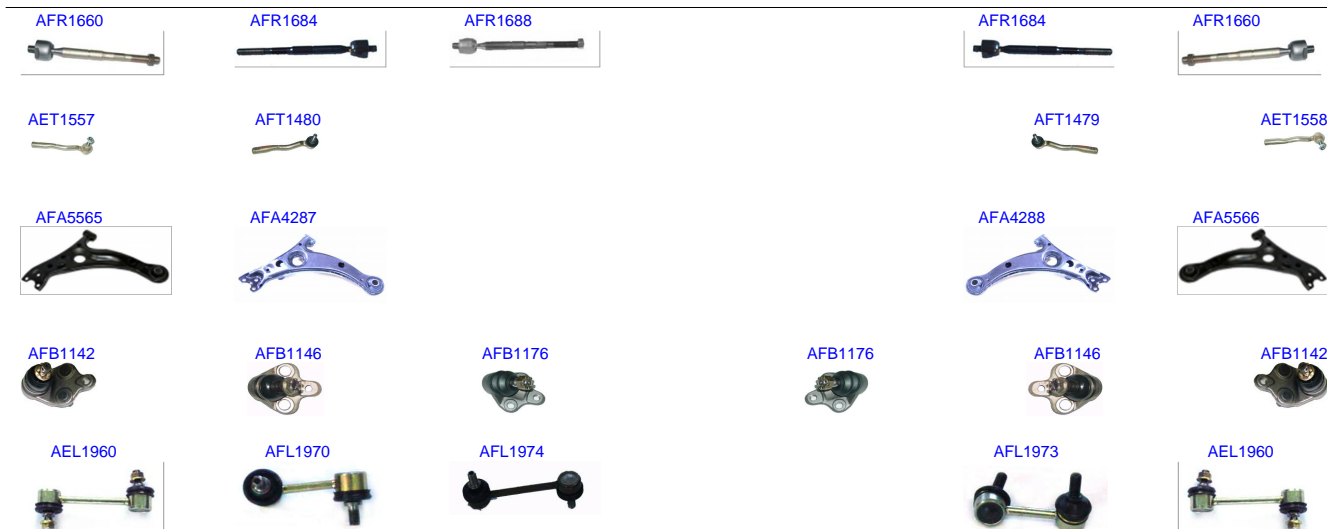 AFR1660 AFR1684 AFR1688 AFR1684 AFR1660
AET1557 AFT1480 AFT1479 AET1558
AFA5565 AFA4287 AFA4288 AFA5566
AFB1142 AFB1146 AFB1176 AFB1176 AFB1146 AFB1142
AEL1960 AFL1970 AFL1974 AFL1973 AEL1960